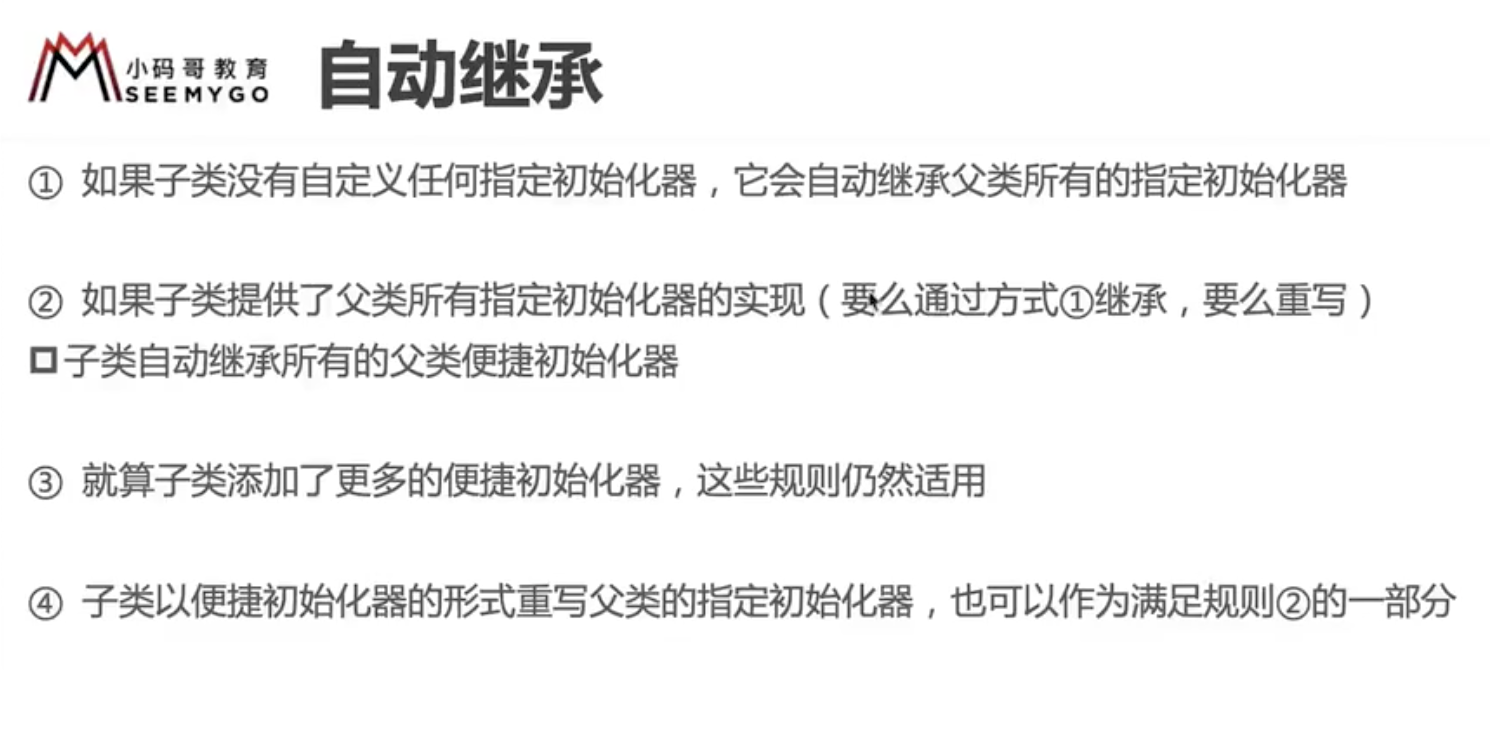 小码哥教育
SEEMYGO
自动继承
① 如果子类没有自定义任何指定初始化器，它会自动继承父类所有的指定初始化器
② 如果子类提供了父类所有指定初始化器的实现（要么通过方式①继承，要么重写）
子类自动继承所有的父类便捷初始化器
③ 就算子类添加了更多的便捷初始化器，这些规则仍然适用
④ 子类以便捷初始化器的形式重写父类的指定初始化器，也可以作为满足规则②的一部分